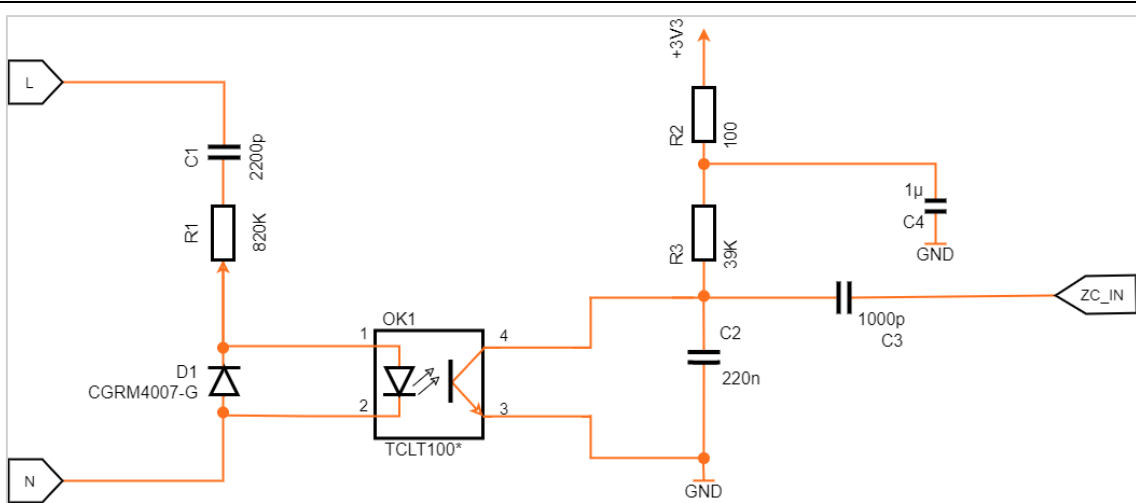 L
C1
2200p
R1
820K
D1
CGRM4007-G
N
OK1
1
2
4
3
TCLT100*
+3V3
R2
100
R3
39K
1µ
C4
GND
C2
220n
1000p
C3
ZC_IN
GND